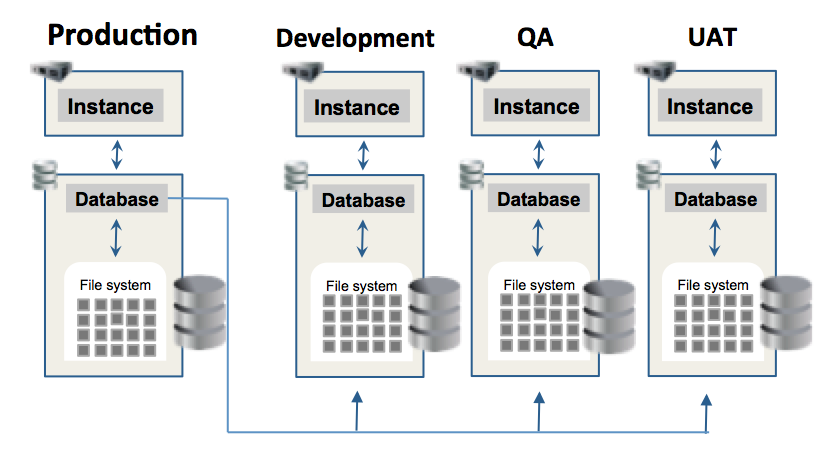 Production
Development
QA
UAT
Instance
Instance
Instance
Instance
Database
Database
Database
Database
File system
File system
File system
File system